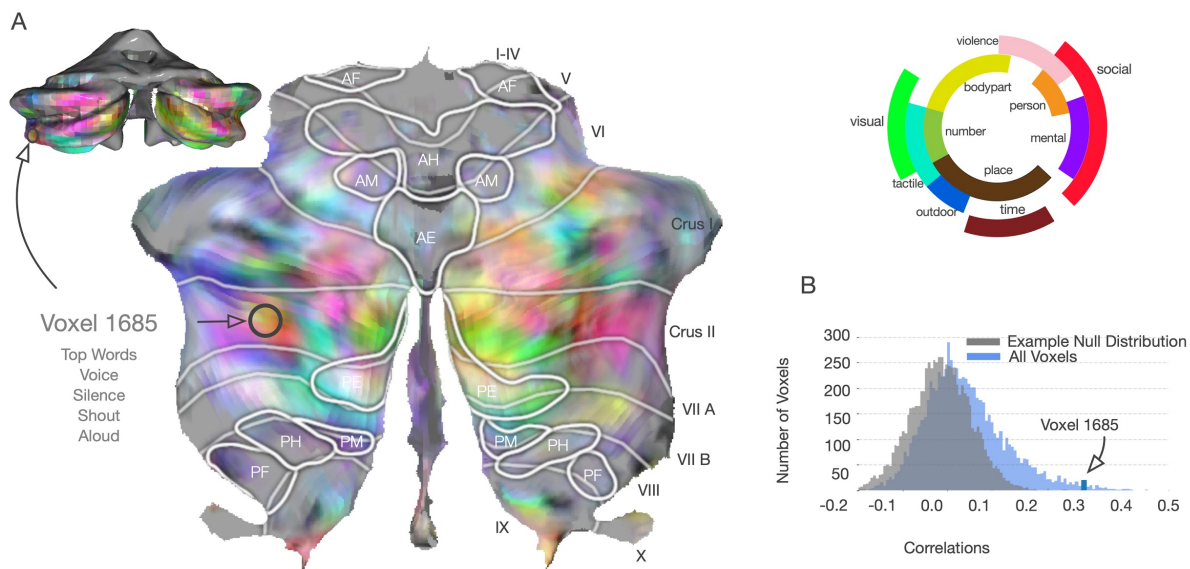 A
I-IV
AF
AF
V
VI
AH
AM
AM
AE
Crus I
Voxel 1685
Top Words
Voice
Silence
Shout
Aloud
Crus II
PE
PE
VII A
PH
PM
PM
PH
VII B
PF
PF
VIII
IX
X
violence
social
bodypart
person
visual
number
mental
place
tactile
time
outdoor
B
300
Example Null Distribution
250
All Voxels
200
150
100
50
Number of Voxels
Voxel 1685
-0.2
-0.1
0.0
0.1
0.2
0.3
0.4
0.5
Correlations